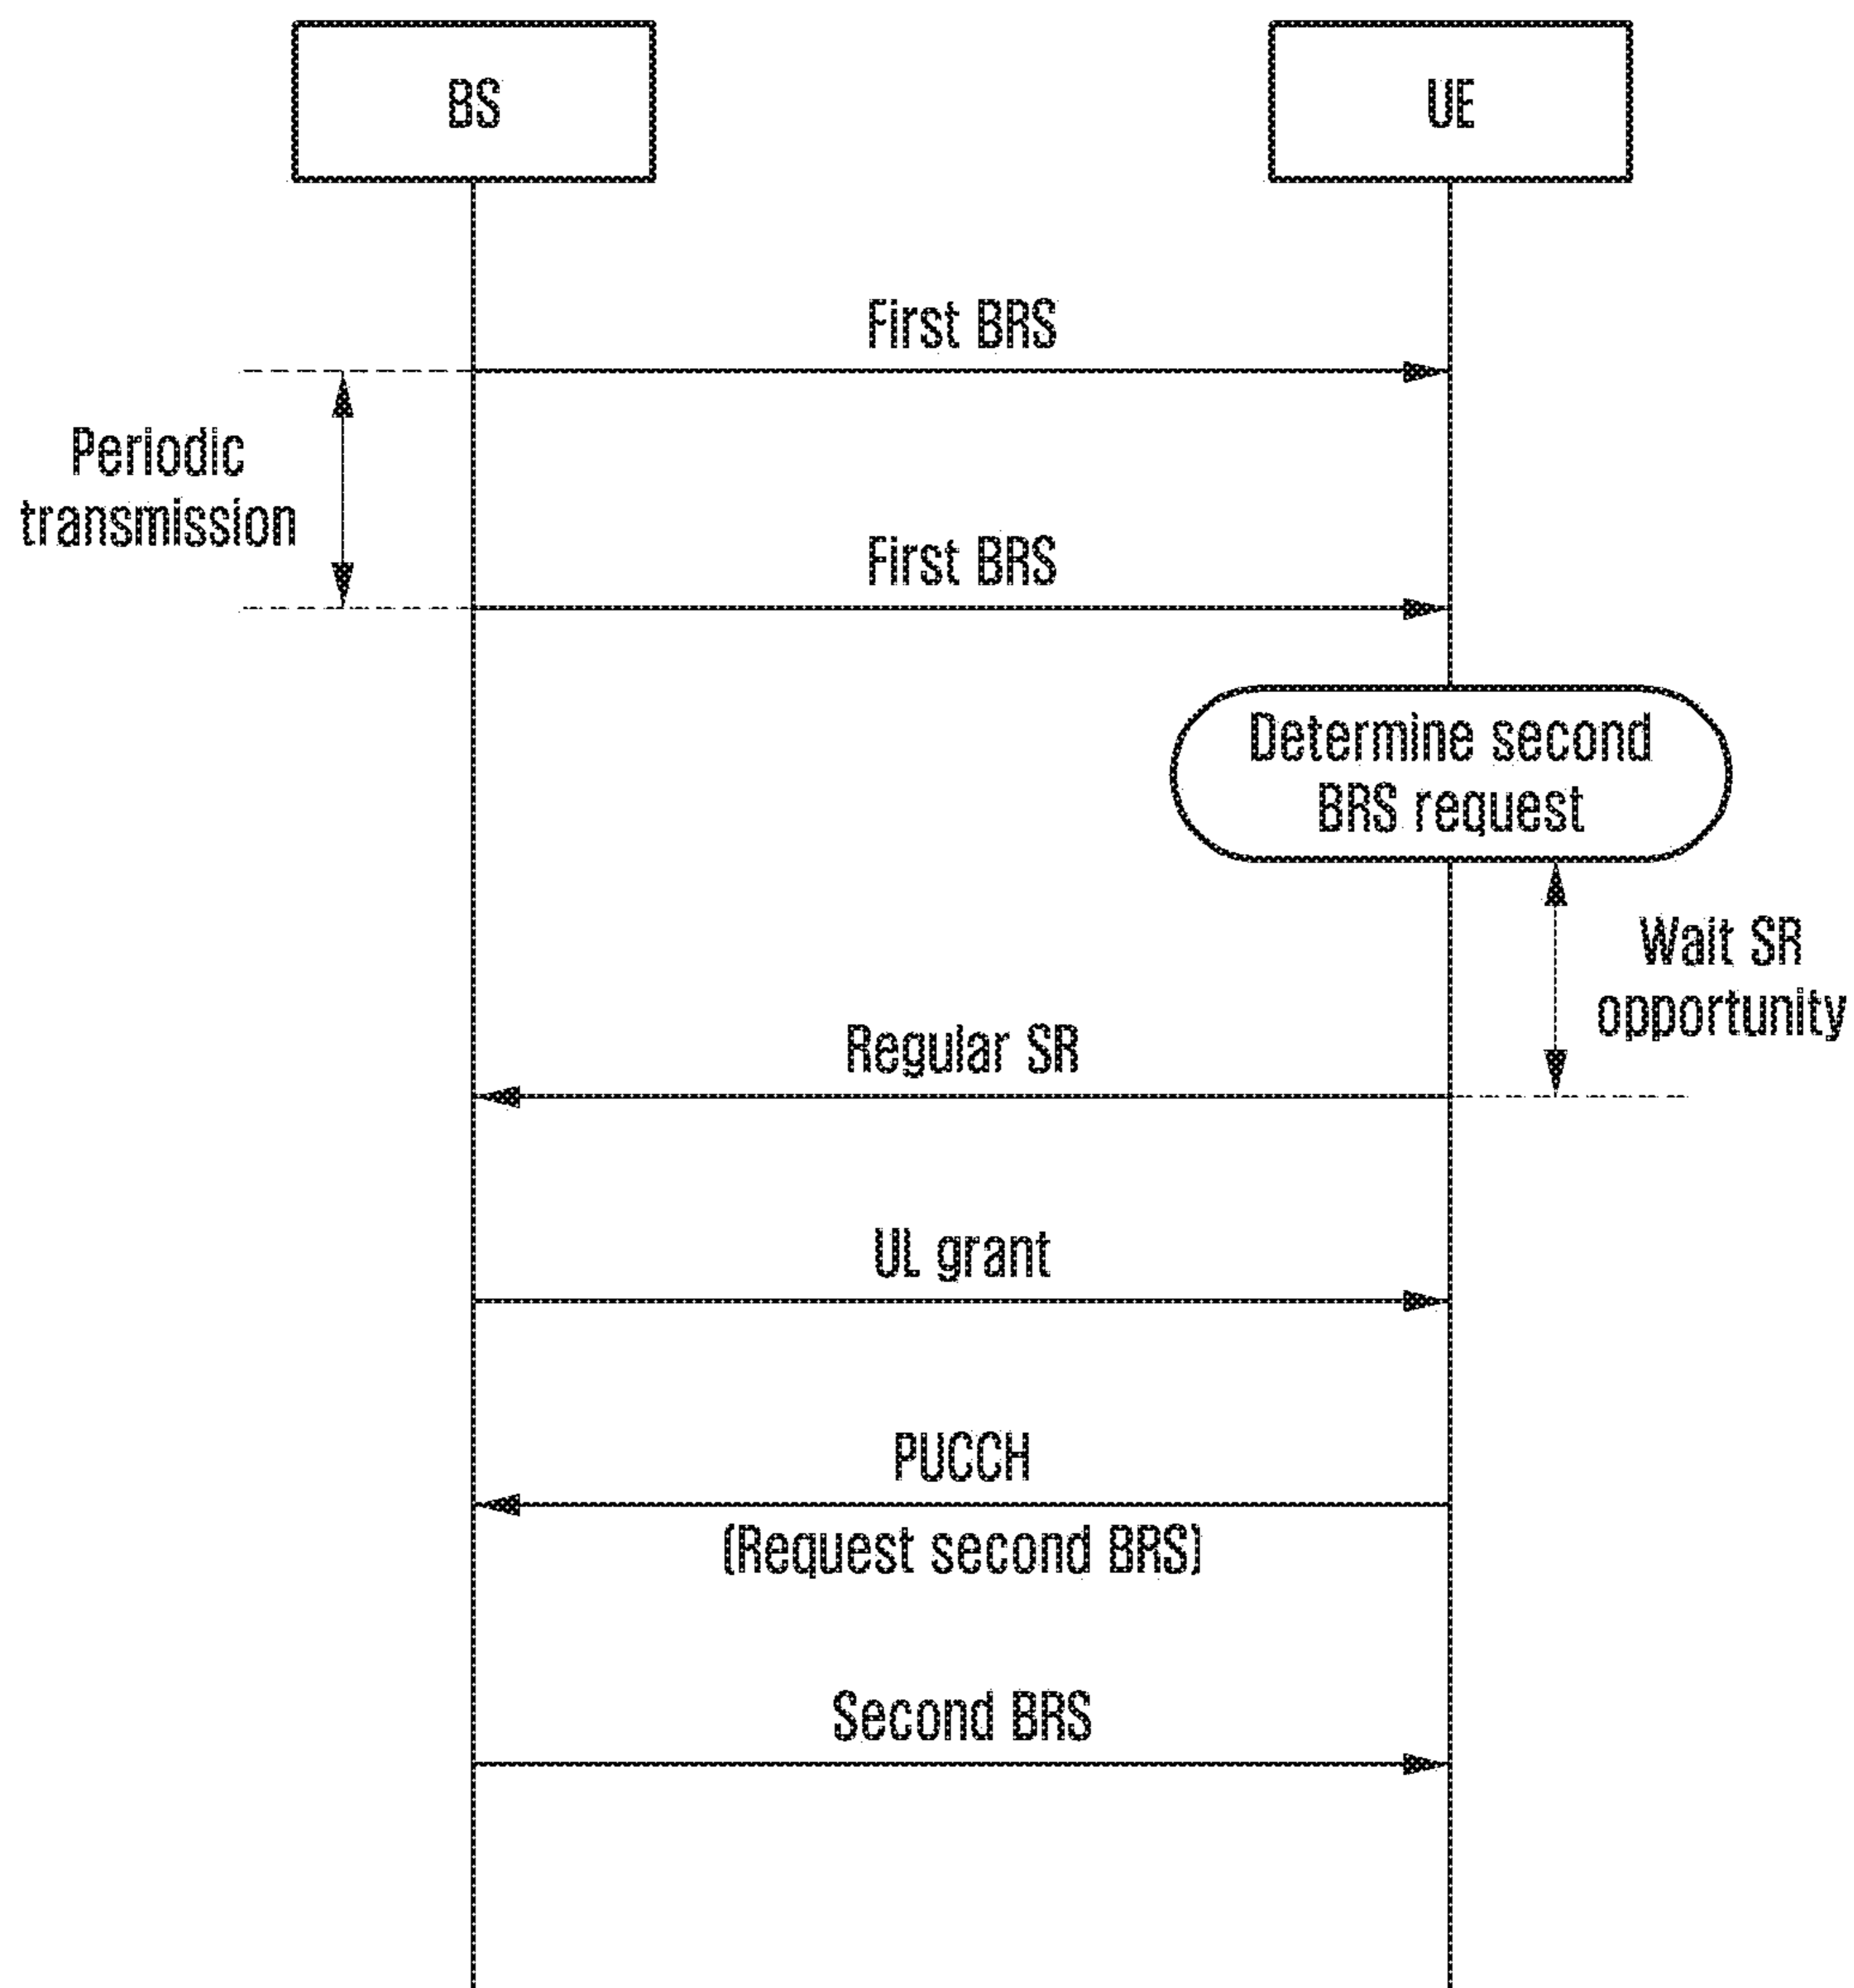 BS
UE
First BRS
Periodic
transmission
First BRS
Determine second
BRS request
Wait SR
opportunity
Regular SR
UL grant
PUCCH
(Request second BRS)
Second BRS